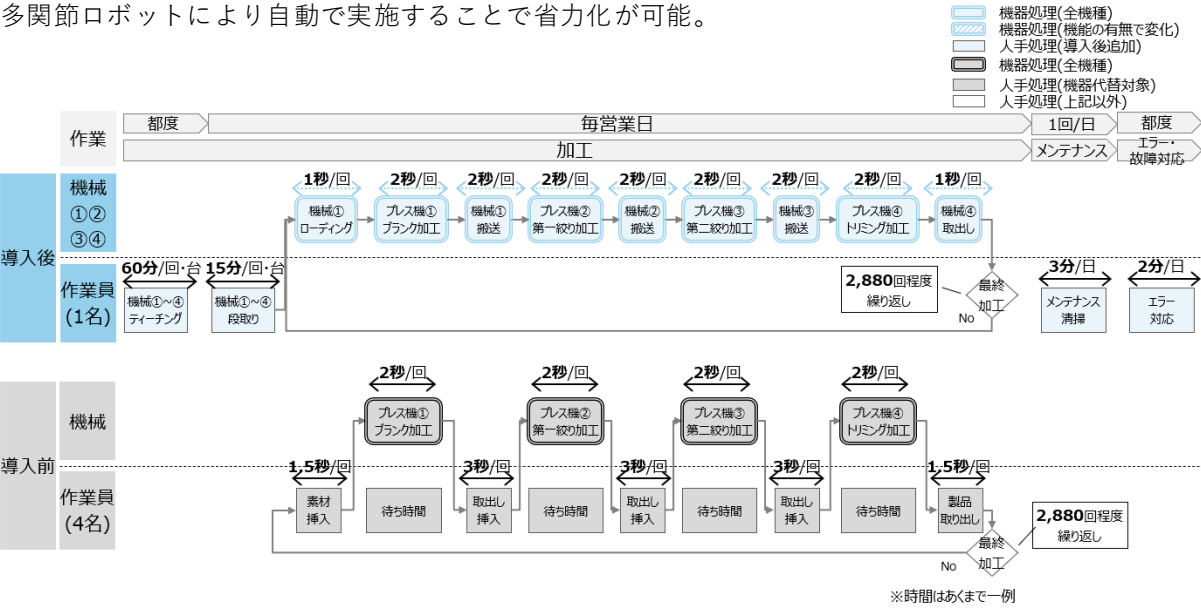 多関節ロボットにより自動で実施することで省力化が可能。
機器処理(全機種)
機器処理(機能の有無で変化)
人手処理(導入後追加)
機器処理(全機種)
人手処理(機器代替対象)
人手処理(上記以外)
作業
都度
毎営業日
1回/日
都度
加工
メンテナンス
エラー・
故障対応
導入後
機械
①②
③④
1秒/回
2秒/回
2秒/回
2秒/回
2秒/回
2秒/回
2秒/回
2秒/回
1秒/回
機械①
ローディング
プレス機①
ブランク加工
機械①
搬送
プレス機②
第一絞り加工
機械②
搬送
プレス機③
第二絞り加工
機械③
搬送
プレス機④
トリミング加工
機械④
取出し
作業員
(1名)
60分/回・台
15分/回・台
機械①~④
ティーチング
機械①~④
段取り
2,880回程度
繰り返し
最終
加工
No
3分/日
2分/日
メンテナンス
清掃
エラー
対応
導入前
機械
2秒/回
2秒/回
2秒/回
2秒/回
プレス機①
ブランク加工
プレス機②
第一絞り加工
プレス機③
第二絞り加工
プレス機④
トリミング加工
作業員
(4名)
1.5秒/回
3秒/回
3秒/回
3秒/回
1.5秒/回
素材
挿入
待ち時間
取出し
挿入
待ち時間
取出し
挿入
待ち時間
取出し
挿入
待ち時間
製品
取り出し
2,880回程度
繰り返し
最終
加工
No
※時間はあくまで一例